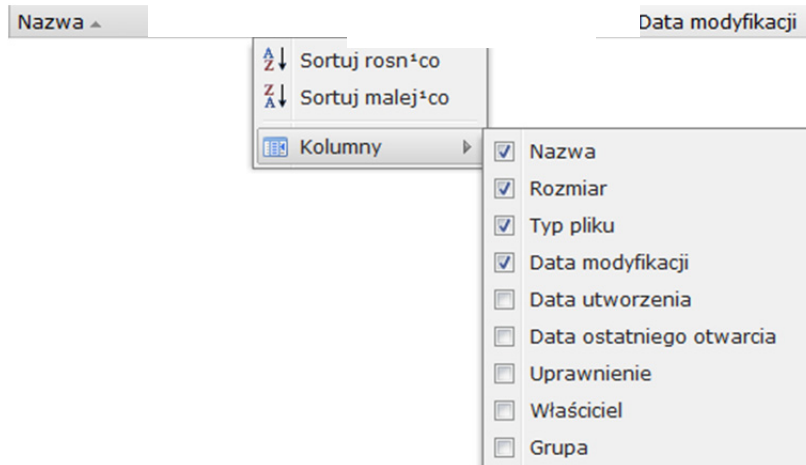 Nazwa
Data modyfikacji
Sortuj rosn¹co
Sortuj malej¹co
Kolumny
Nazwa
Rozmiar
Typ pliku
Data modyfikacji
Data utworzenia
Data ostatniego otwarcia
Uprawnienie
Właściciel
Grupa